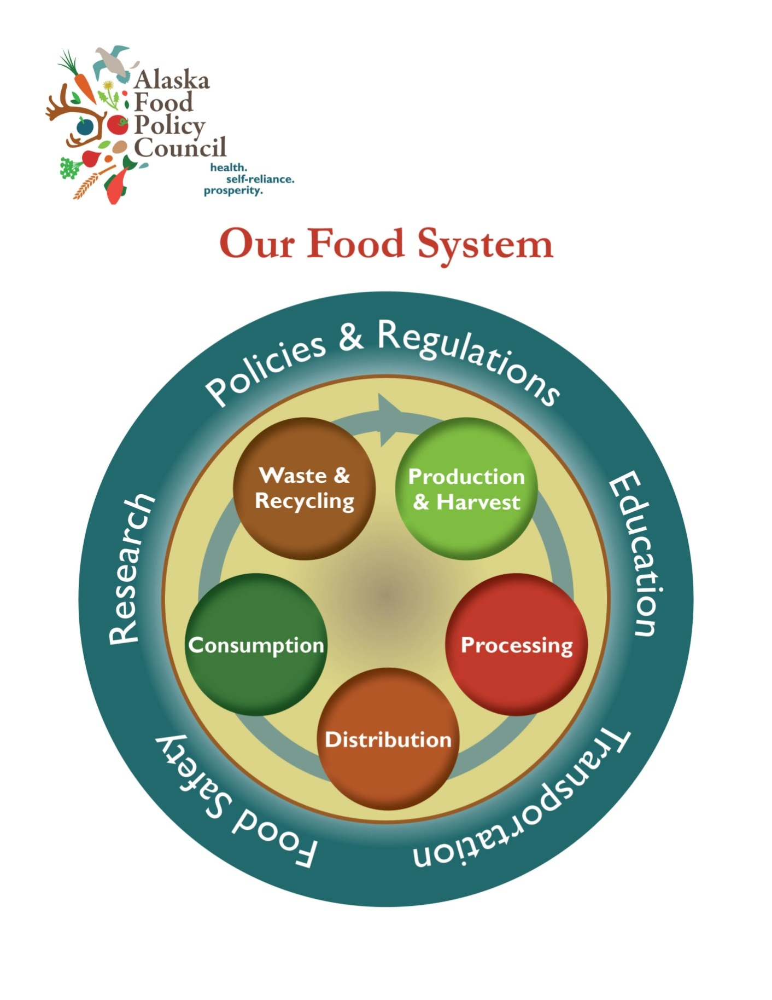 Alaska
Food
Policy
Council
health.
self-reliance.
prosperity.
Our Food System
Policies & Regulations
Education
Transportation
Food Safety
Research
Waste &
Recycling
Production
& Harvest
Processing
Distribution
Consumption